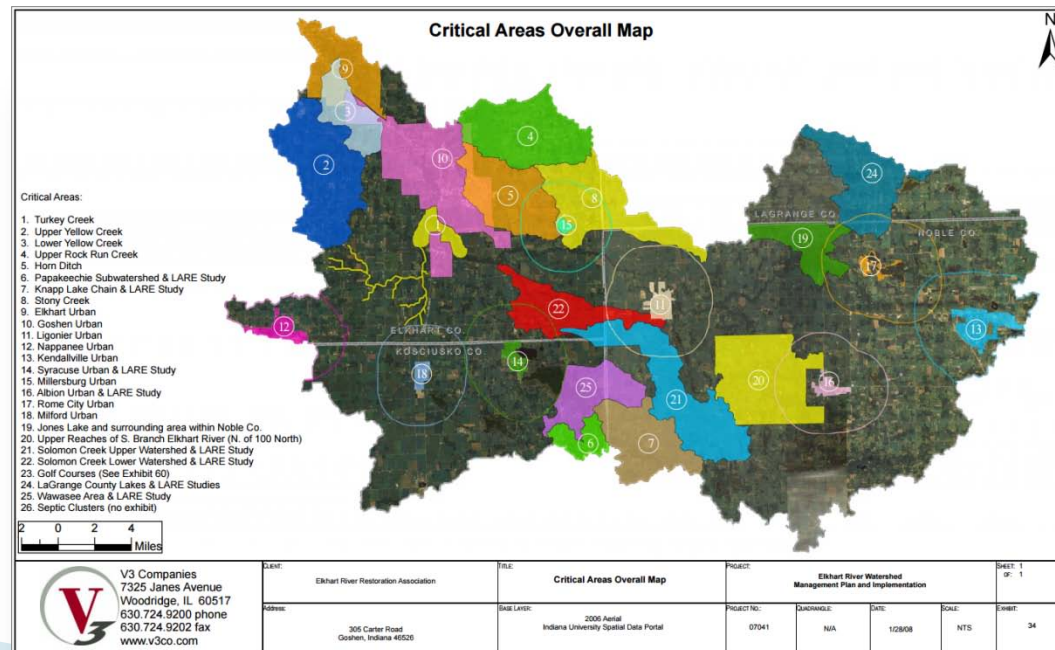 Critical Areas Overall Map
N
9
3
4
2
10
5
8
24
LAGRANGE CO.
15
1
19
NOBLE CO.
17
11
22
12
13
ELKHART CO.
KOSCIUSKO CO.
14
18
25
20
16
21
6
7
Critical Areas:
1. Turkey Creek
2. Upper Yellow Creek
3. Lower Yellow Creek
4. Upper Rock Run Creek
5. Horn Ditch
6. Papakeechie Subwatershed & LARE Study
7. Knapp Lake Chain & LARE Study
8. Stony Creek
9. Elkhart Urban
10. Goshen Urban
11. Ligonier Urban
12. Nappanee Urban
13. Kendallville Urban
14. Syracuse Urban & LARE Study
15. Millersburg Urban
16. Albion Urban & LARE Study
17. Rome City Urban
18. Milford Urban
19. Jones Lake and surrounding area within Noble Co.
20. Upper Reaches of S. Branch Elkhart River (N. of 100 North)
21. Solomon Creek Upper Watershed & LARE Study
22. Solomon Creek Lower Watershed & LARE Study
23. Golf Courses (See Exhibit 60)
24. LaGrange County Lakes & LARE Studies
25. Wawasee Area & LARE Study
26. Septic Clusters (no exhibit)
2 0 2 4
Miles
V3
V3 Companies
7325 Janes Avenue
Woodridge, IL 60517
630.724.9200 phone
630.724.9202 fax
www.v3co.com
CLIENT:
Elkhart River Restoration Association
Address:
305 Carter Road
Goshen, Indiana 46526
TITLE:
Critical Areas Overall Map
BASE LAYER:
2006 Aerial
Indiana University Spatial Data Portal
PROJECT:
Elkhart River Watershed
Management Plan and Implementation
SHEET: 1
OF: 1
PROJECT NO.:
07041
QUADRANGLE:
N/A
DATE:
1/28/08
SCALE:
NTS
EXHIBIT:
34